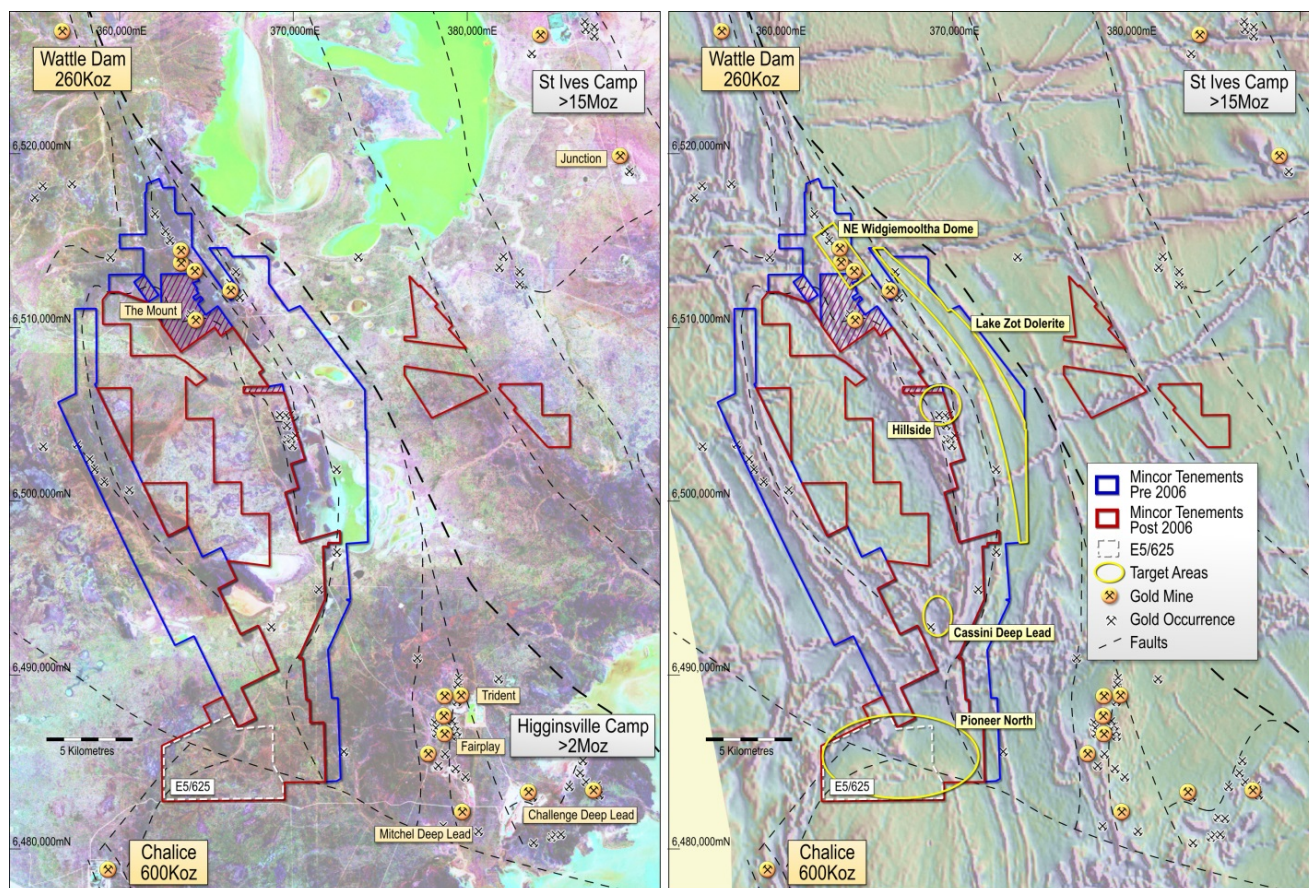 360,000mE
370,000mE
380,000mE
Wattle Dam
260Koz
St Ives Camp
>15Moz
6,520,000mN
Junction
The Mount
6,510,000mN
6,500,000mN
6,490,000mN
Trident
Higginsville Camp
>2Moz
Fairplay
5 Kilometres
E5/625
Challenge Deep Lead
Mitchel Deep Lead
6,480,000mN
Chalice
600Koz
360,000mE
370,000mE
380,000mE
Wattle Dam
260Koz
St Ives Camp
>15Moz
6,520,000mN
NE Widgiemooltha Dome
6,510,000mN
Lake Zot Dolerite
Hillside
6,500,000mN
Mincor Tenements
Pre 2006
Mincor Tenements
Post 2006
E5/625
Target Areas
Gold Mine
Gold Occurrence
Faults
Cassini Deep Lead
6,490,000mN
Pioneer North
5 Kilometres
E5/625
6,480,000mN
Chalice
600Koz